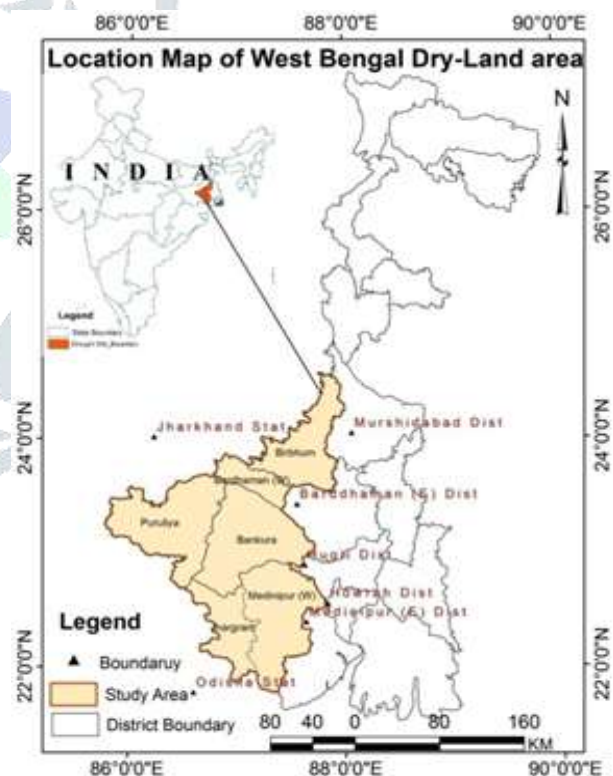 86°0'0"E 88°0'0"E 90°0'0"E
Location Map of West Bengal Dry-Land area
N
I N D I A
26°0'0"N 26°0'0"N
Legend
State Boundary
24°0'0"N 24°0'0"N
Jharkhand Stat
Murshidabad Dist
Birbhum
Barddhaman (W)
Barddhaman (E) Dist
Puruliya
Bankura
Hugli Dist
Medinipur (W)
Howrah Dist
Medinipur (E) Dist
Jhargram
Legend
Boundaruy
Study Area
District Boundary
Odisha Stat
22°0'0"N 22°0'0"N
80 40 0 80 160
KM
86°0'0"E 88°0'0"E 90°0'0"E